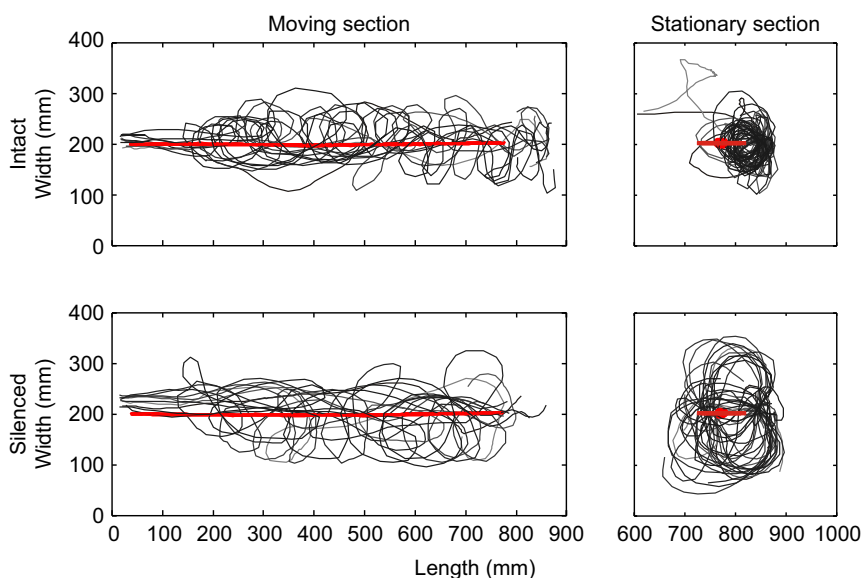 Moving section
Stationary section
Intact
Width (mm)
400
300
200
100
0
Silenced
Width (mm)
400
300
200
100
0
0 100 200 300 400 500 600 700 800 900
600 700 800 900 1000
Length (mm)